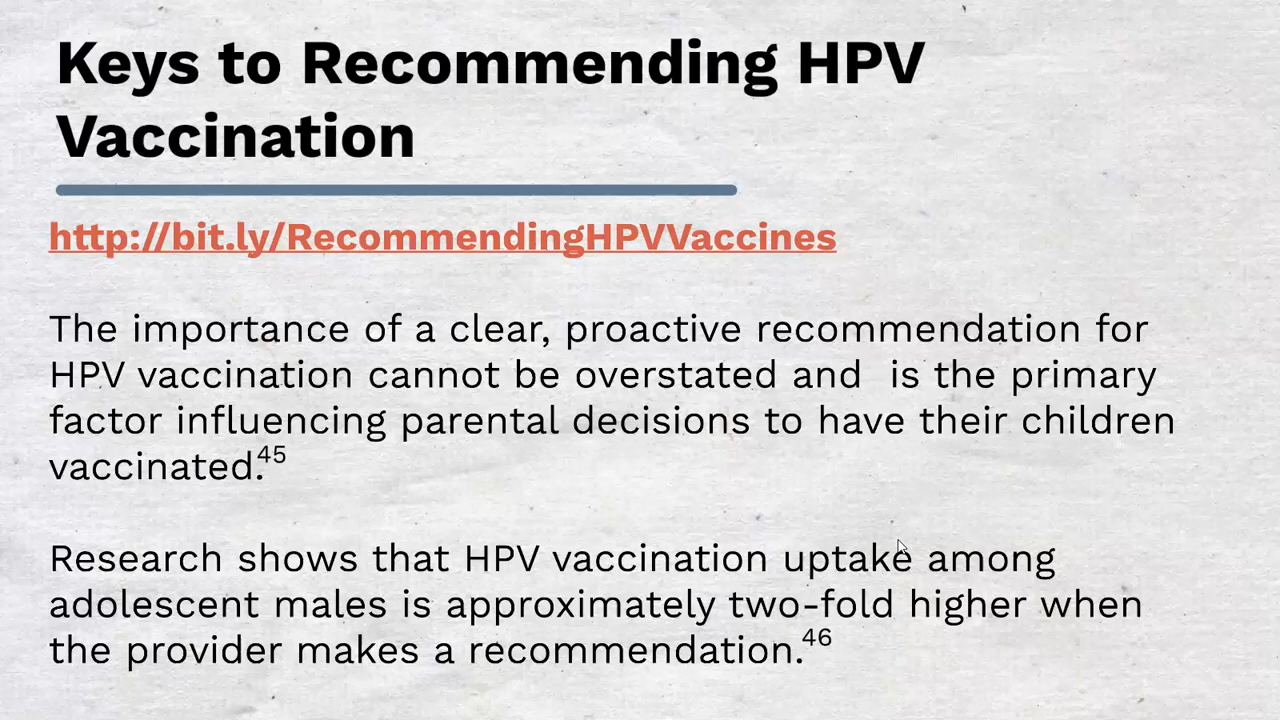 Keys to Recommending HPV
Vaccination
http://bit.ly/RecommendingHPVVaccines
The importance of a clear, proactive recommendation for
HPV vaccination cannot be overstated and  is the primary
factor influencing parental decisions to have their children
vaccinated.45
Research shows that HPV vaccination uptake among
adolescent males is approximately two-fold higher when
the provider makes a recommendation.46